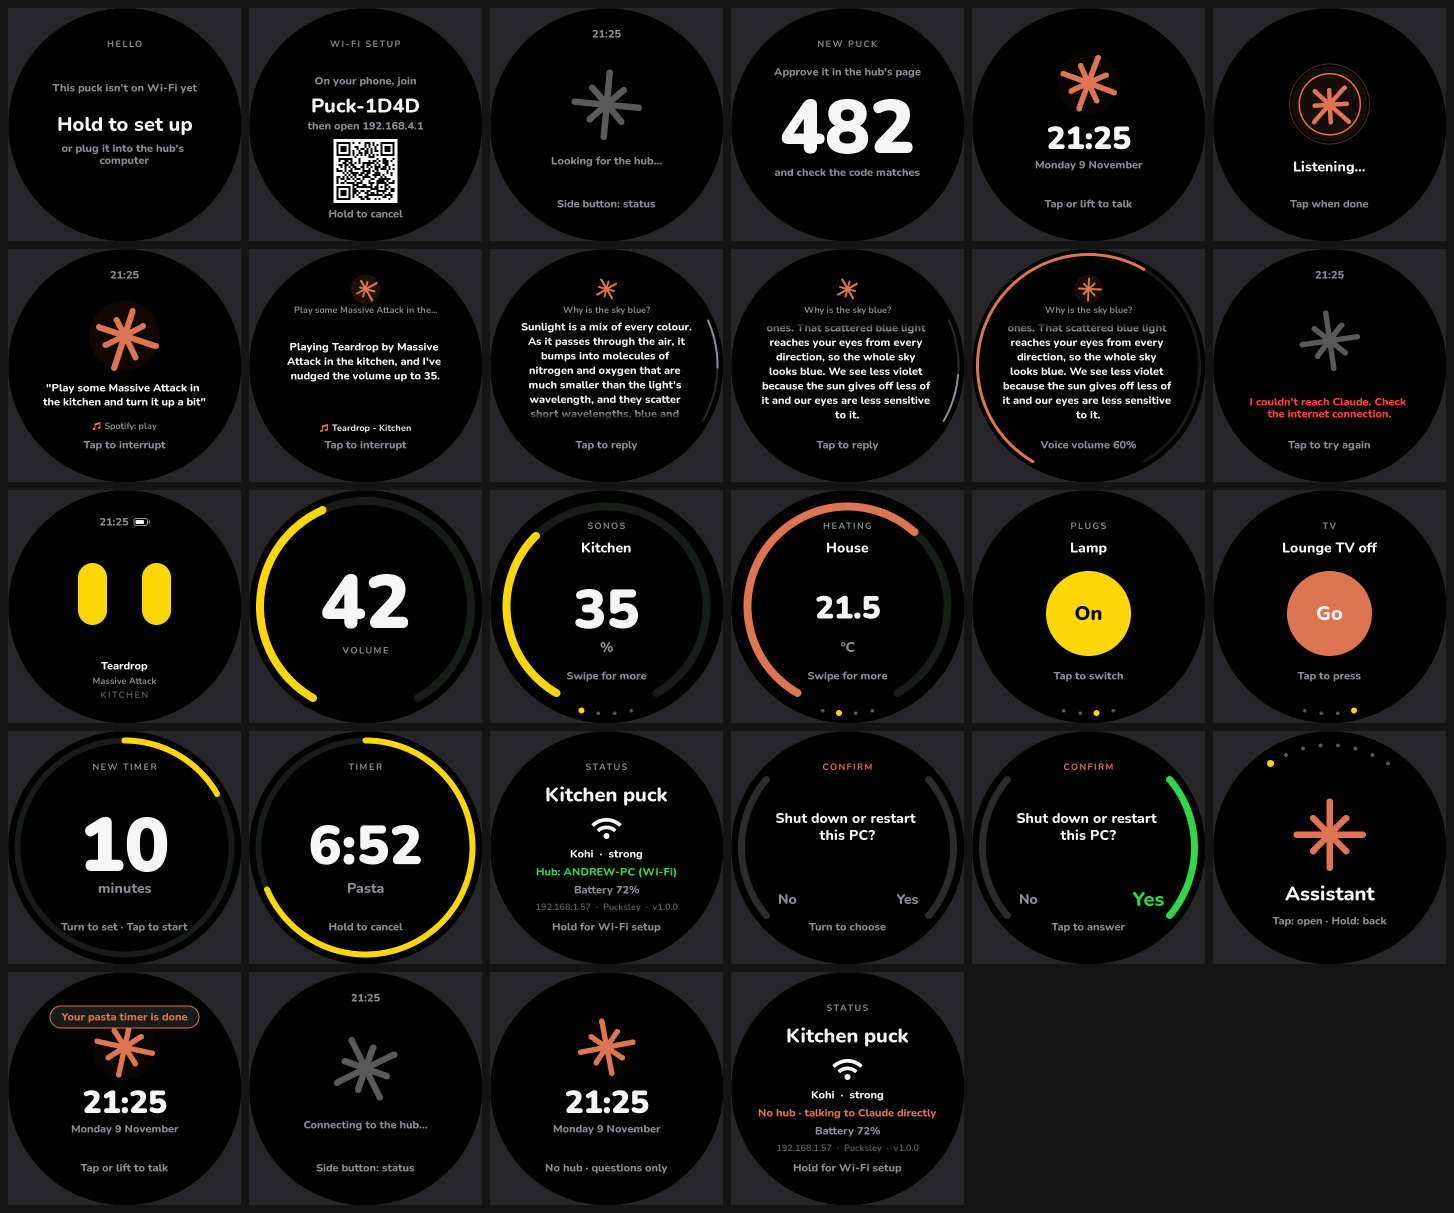 HELLO
This puck isn't on Wi-Fi yet
Hold to set up
or plug it into the hub's
computer
WI-FI SETUP
On your phone, join
Puck-1D4D
then open 192.168.4.1
Hold to cancel
21:25
Looking for the hub...
Side button: status
NEW PUCK
Approve it in the hub's page
482
and check the code matches
21:25
Monday 9 November
Tap or lift to talk
Listening...
Tap when done
21:25
"Play some Massive Attack in
the kitchen and turn it up a bit"
Spotify: play
Tap to interrupt
Play some Massive Attack in the...
Playing Teardrop by Massive
Attack in the kitchen, and I've
nudged the volume up to 35.
Teardrop - Kitchen
Tap to interrupt
Why is the sky blue?
Sunlight is a mix of every colour.
As it passes through the air, it
bumps into molecules of
nitrogen and oxygen that are
much smaller than the light's
wavelength, and they scatter
short wavelengths, blue and
Tap to reply
Why is the sky blue?
ones. That scattered blue light
reaches your eyes from every
direction, so the whole sky
looks blue. We see less violet
because the sun gives off less of
it and our eyes are less sensitive
to it.
Tap to reply
Why is the sky blue?
ones. That scattered blue light
reaches your eyes from every
direction, so the whole sky
looks blue. We see less violet
because the sun gives off less of
it and our eyes are less sensitive
to it.
Voice volume 60%
21:25
I couldn't reach Claude. Check
the internet connection.
Tap to try again
21:25
Teardrop
Massive Attack
KITCHEN
42
VOLUME
SONOS
Kitchen
35
%
Swipe for more
HEATING
House
21.5
°C
Swipe for more
PLUGS
Lamp
On
Tap to switch
TV
Lounge TV off
Go
Tap to press
NEW TIMER
10
minutes
Turn to set · Tap to start
TIMER
6:52
Pasta
Hold to cancel
STATUS
Kitchen puck
Kohi · strong
Hub: ANDREW-PC (Wi-Fi)
Battery 72%
192.168.1.57 · Pucksley · v1.0.0
Hold for Wi-Fi setup
CONFIRM
Shut down or restart
this PC?
No Yes
Turn to choose
CONFIRM
Shut down or restart
this PC?
No Yes
Tap to answer
Assistant
Tap: open · Hold: back
Your pasta timer is done
21:25
Monday 9 November
Tap or lift to talk
21:25
Connecting to the hub...
Side button: status
21:25
Monday 9 November
No hub · questions only
STATUS
Kitchen puck
Kohi · strong
No hub · talking to Claude directly
Battery 72%
192.168.1.57 · Pucksley · v1.0.0
Hold for Wi-Fi setup